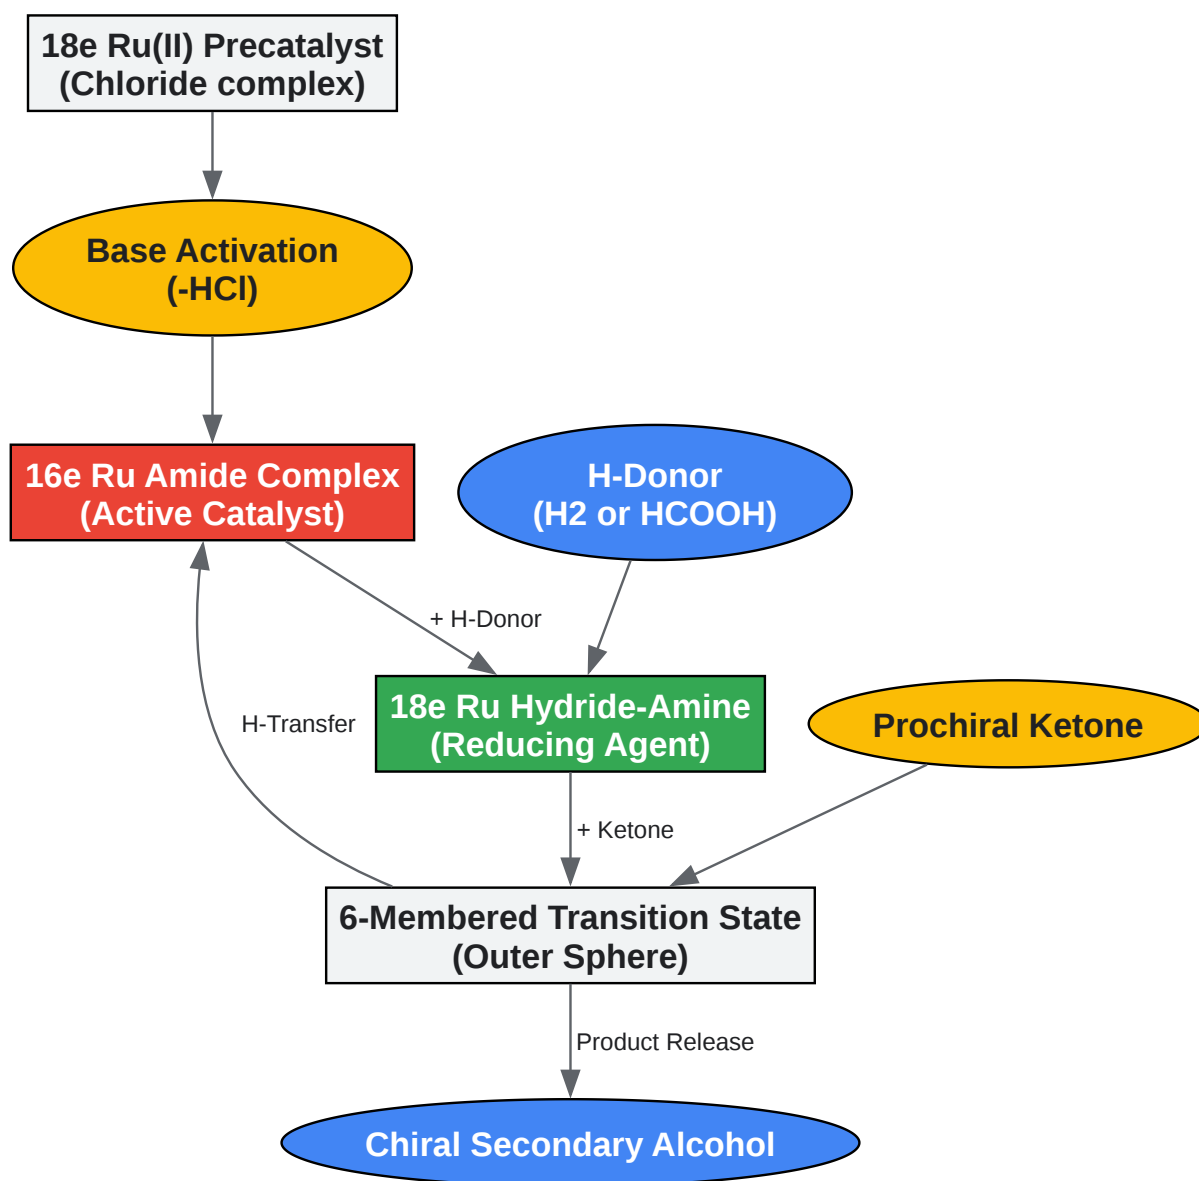 18e Ru(II) Precatalyst
(Chloride complex)
Base Activation
(-HCl)
16e Ru Amide Complex
(Active Catalyst)
H-Donor
(H2 or HCOOH)
+ H-Donor
18e Ru Hydride-Amine
(Reducing Agent)
H-Transfer
Prochiral Ketone
+ Ketone
6-Membered Transition State
(Outer Sphere)
Product Release
Chiral Secondary Alcohol